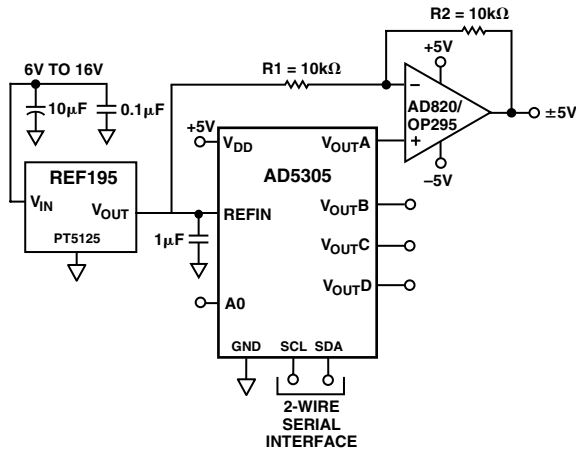 R2 = 10kΩ
6V TO 16V
+5V
R1 = 10kΩ
10μF
0.1μF
AD820/
OP295
±5V
–5V
+5V
VDD
VOUTA
AD5305
REF195
VIN
VOUT
PT5125
REFIN
1μF
VOUTB
VOUTC
VOUTD
A0
GND
SCL
SDA
2-WIRE
SERIAL
INTERFACE
−
+